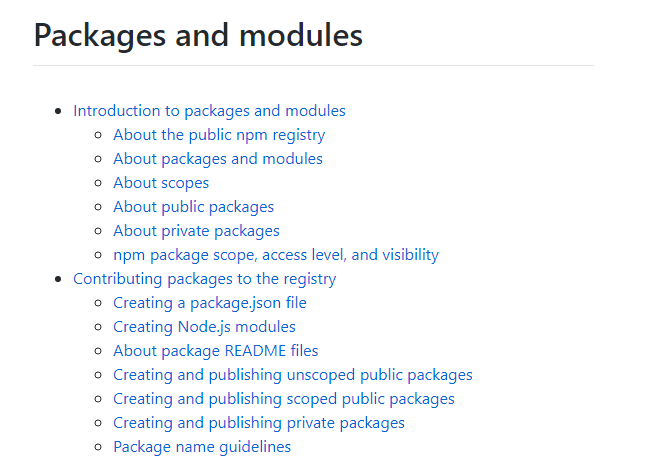 Packages and modules
Introduction to packages and modules
About the public npm registry
About packages and modules
About scopes
About public packages
About private packages
npm package scope, access level, and visibility
Contributing packages to the registry
Creating a package.json file
Creating Node.js modules
About package README files
Creating and publishing unscoped public packages
Creating and publishing scoped public packages
Creating and publishing private packages
Package name guidelines